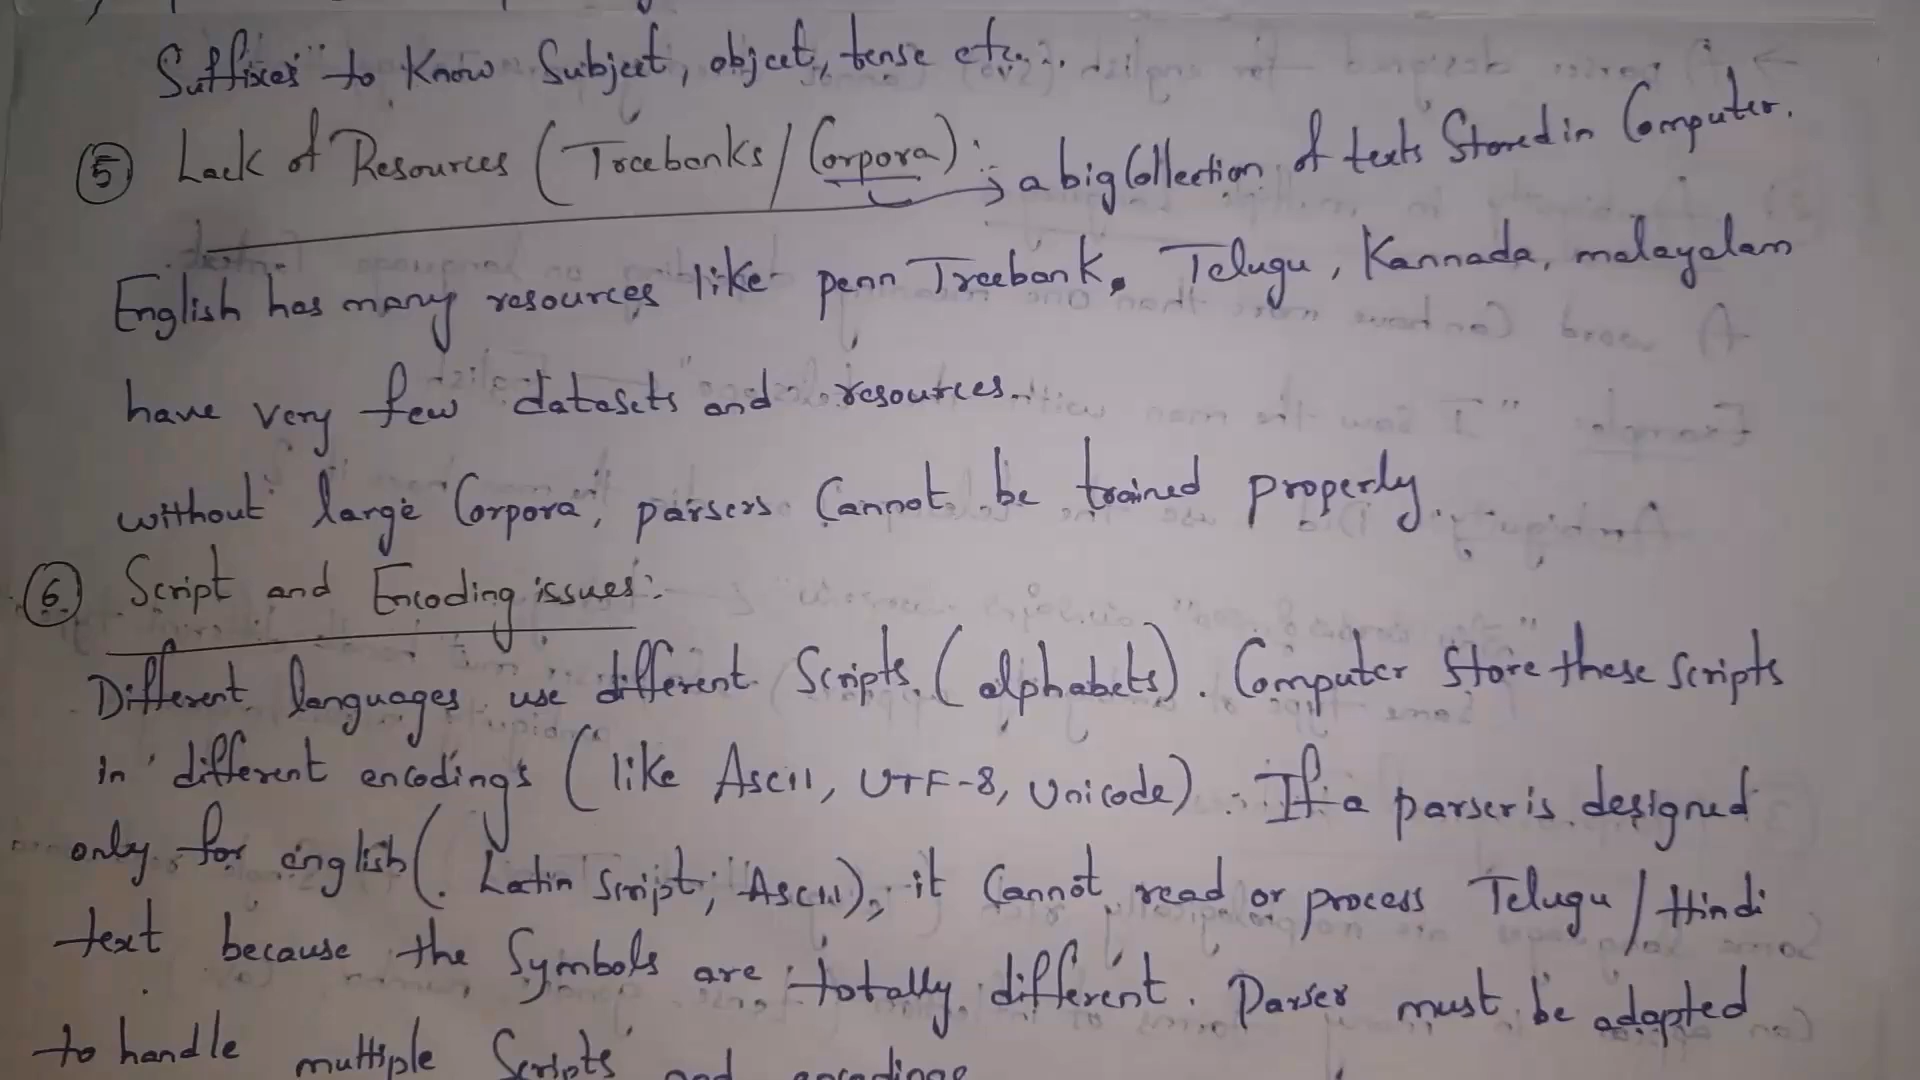 Suffixes to Know Subject, object, tense etc...
⑤ Lack of Resources (Treebanks/Corpora): → a big Collection of texts Stored in Computer.
English has many resources like penn Treebank. Telugu, Kannada, malayalam
have very few datasets and resources.
without large Corpora, parsers Cannot be trained properly.
⑥ Script and Encoding issues:
Different languages use different Scripts (alphabets). Computer Store these Scripts
in different encodings (like Ascii, UTF-8, Unicode). If a parser is designed
only for english (Latin Script, Ascii), it Cannot read or process Telugu/Hindi
text because the Symbols are totally different. Parser must be adapted
to handle multiple Scripts and encodings